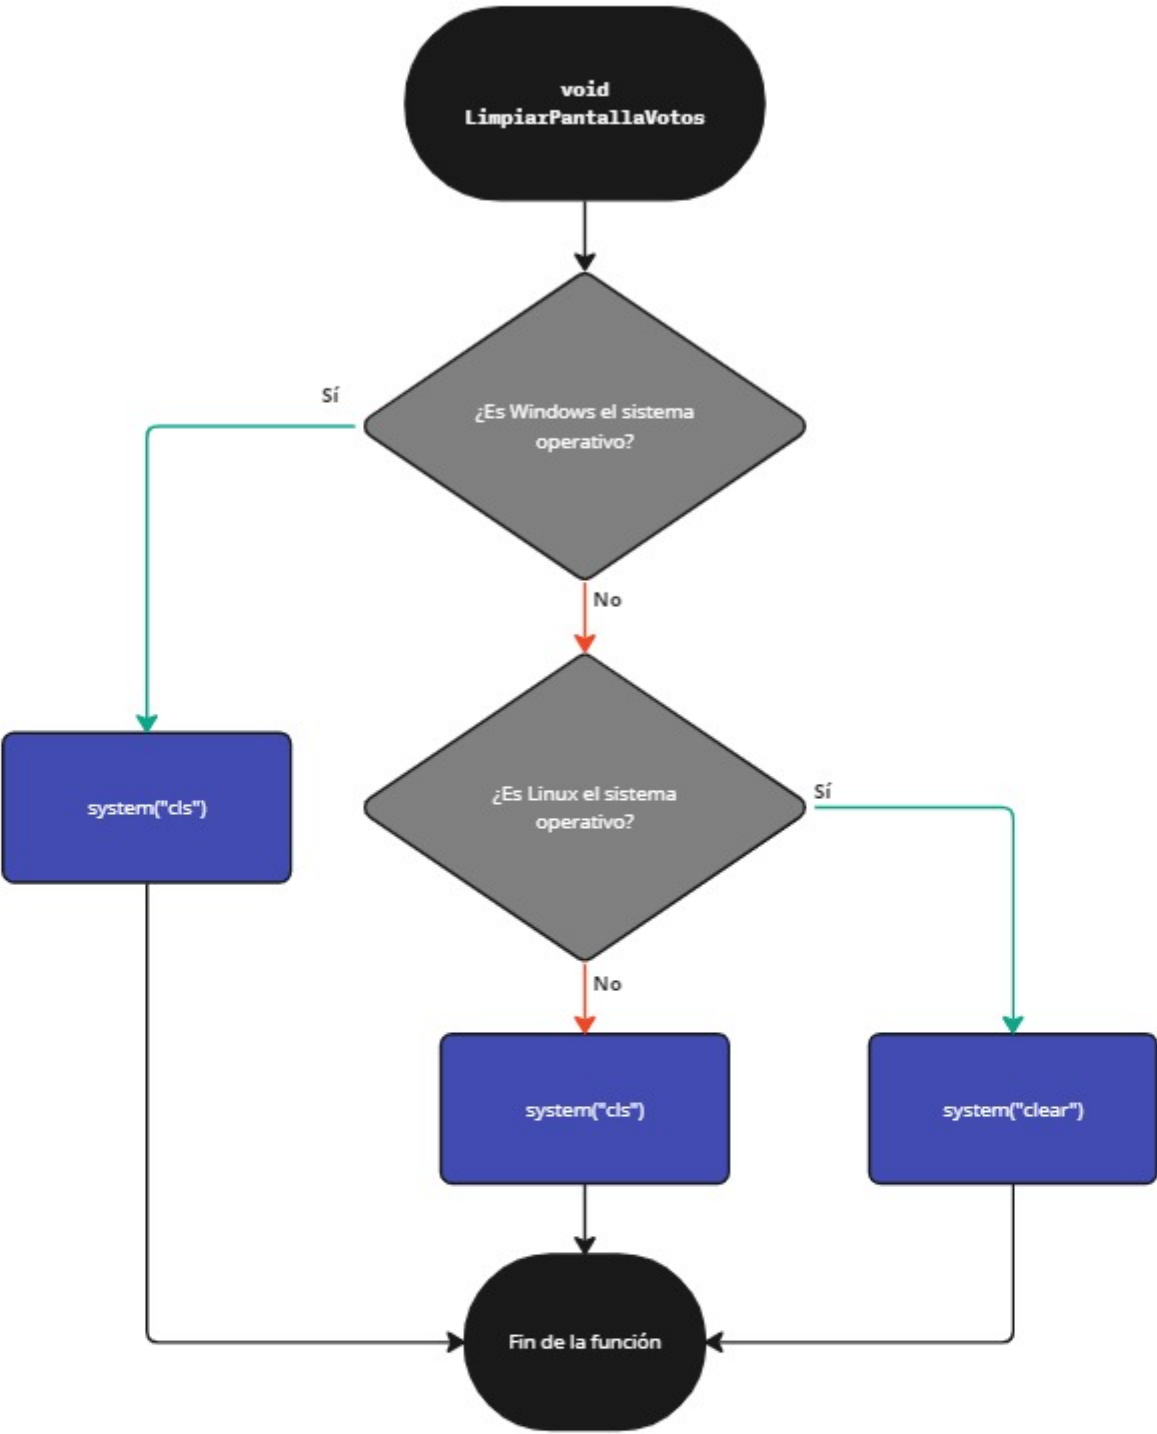 void
LimpiarPantallaVotos
Sí
¿Es Windows el sistema
operativo?
No
system("cls")
¿Es Linux el sistema
operativo?
Sí
No
system("cls")
system("clear")
Fin de la función